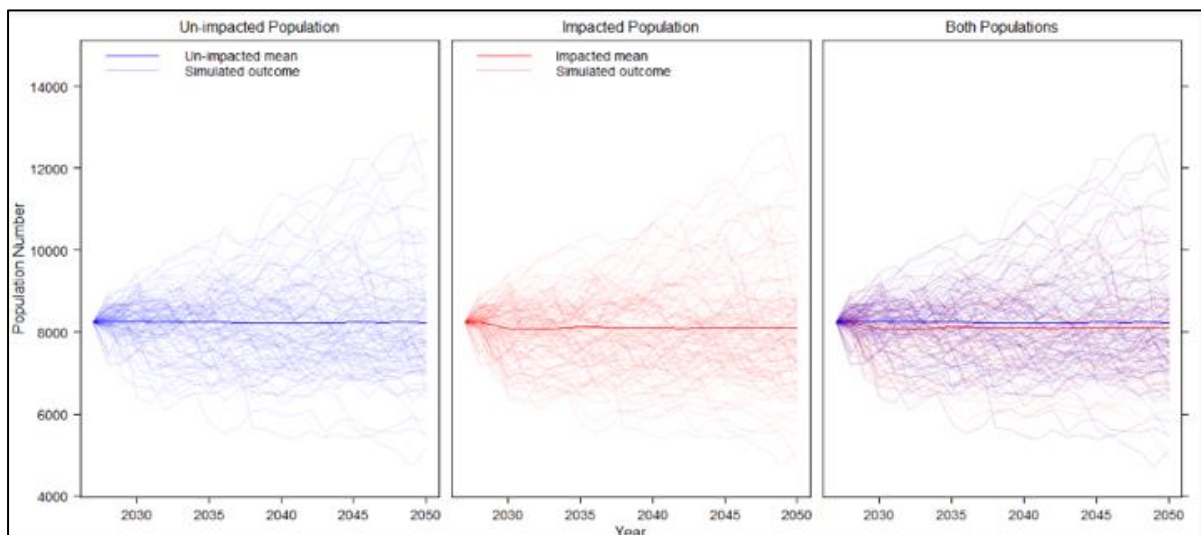 Un-impacted Population
Impacted Population
Both Populations
Un-impacted mean
Simulated outcome
Impacted mean
Simulated outcome
Population Number
14000
12000
10000
8000
6000
4000
2030 2035 2040 2045 2050
2030 2035 2040 2045 2050
2030 2035 2040 2045 2050
Year